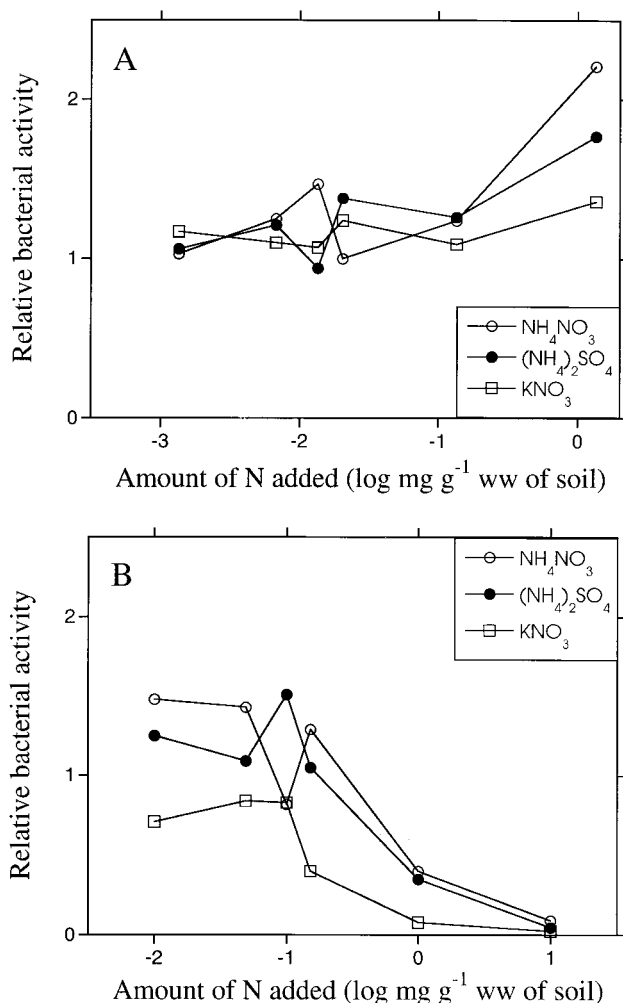 A
Relative bacterial activity
2
1
0
NH₄NO₃
(NH₄)₂SO₄
KNO₃
-3 -2 -1 0
Amount of N added (log mg g⁻¹ ww of soil)
B
Relative bacterial activity
2
1
0
NH₄NO₃
(NH₄)₂SO₄
KNO₃
-2 -1 0 1
Amount of N added (log mg g⁻¹ ww of soil)